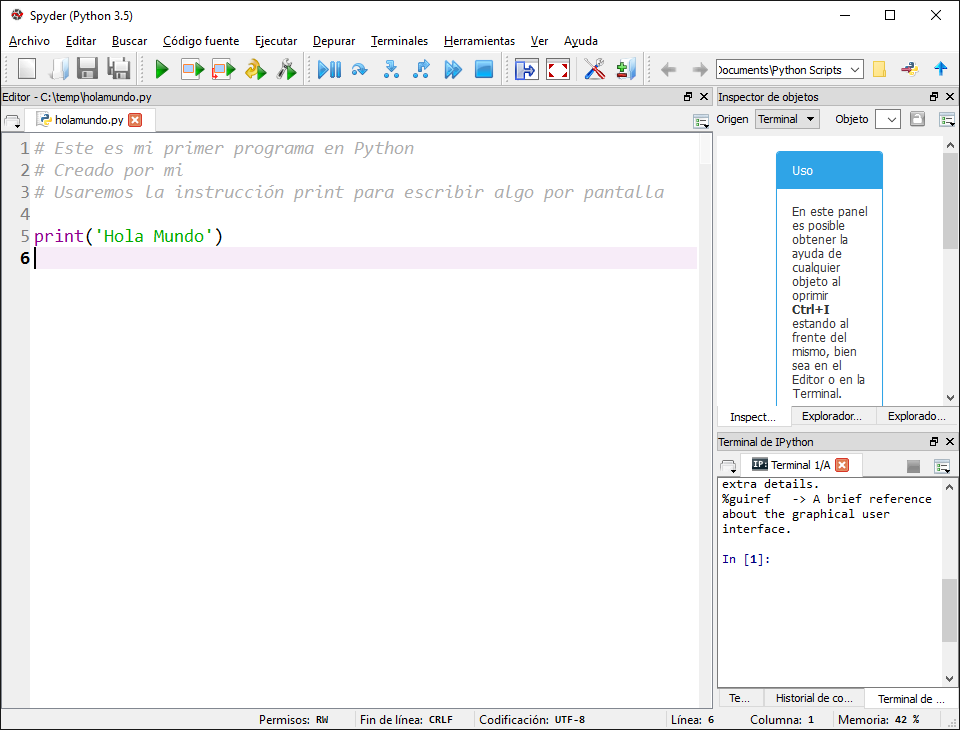 Spyder (Python 3.5)
Archivo Editar Buscar Código fuente Ejecutar Depurar Terminales Herramientas Ver Ayuda
Documents\Python Scripts
Editor - C:\temp\holamundo.py
holamundo.py
1 # Este es mi primer programa en Python
2 # Creado por mi
3 # Usaremos la instrucción print para escribir algo por pantalla
4
5 print('Hola Mundo')
6
Inspector de objetos
Origen Terminal Objeto
Uso
En este panel
es posible
obtener la
ayuda de
cualquier
objeto al
oprimir
Ctrl+I
estando al
frente del
mismo, bien
sea en el
Editor o en la
Terminal.
Inspect... Explorador... Explorado...
Terminal de IPython
IP: Terminal 1/A
extra details.
%guiref -> A brief reference
about the graphical user
interface.
In [1]:
Te... Historial de co... Terminal de ...
Permisos: RW Fin de línea: CRLF Codificación: UTF-8 Línea: 6 Columna: 1 Memoria: 42 %